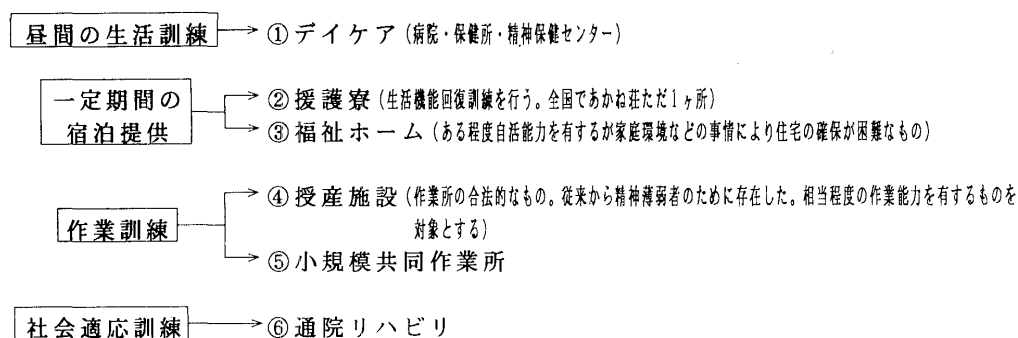 昼間の生活訓練 → ①デイケア(病院・保健所・精神保健センター)
一定期間の
宿泊提供
→ ②援護寮(生活機能回復訓練を行う。全国であかね荘ただ1ヶ所)
→ ③福祉ホーム(ある程度自活能力を有するが家庭環境などの事情により住宅の確保が困難なもの)
作業訓練
→ ④授産施設(作業所の合法的なもの。従来から精神薄弱者のために存在した。相当程度の作業能力を有するものを
対象とする)
→ ⑤小規模共同作業所
社会適応訓練 → ⑥通院リハビリ